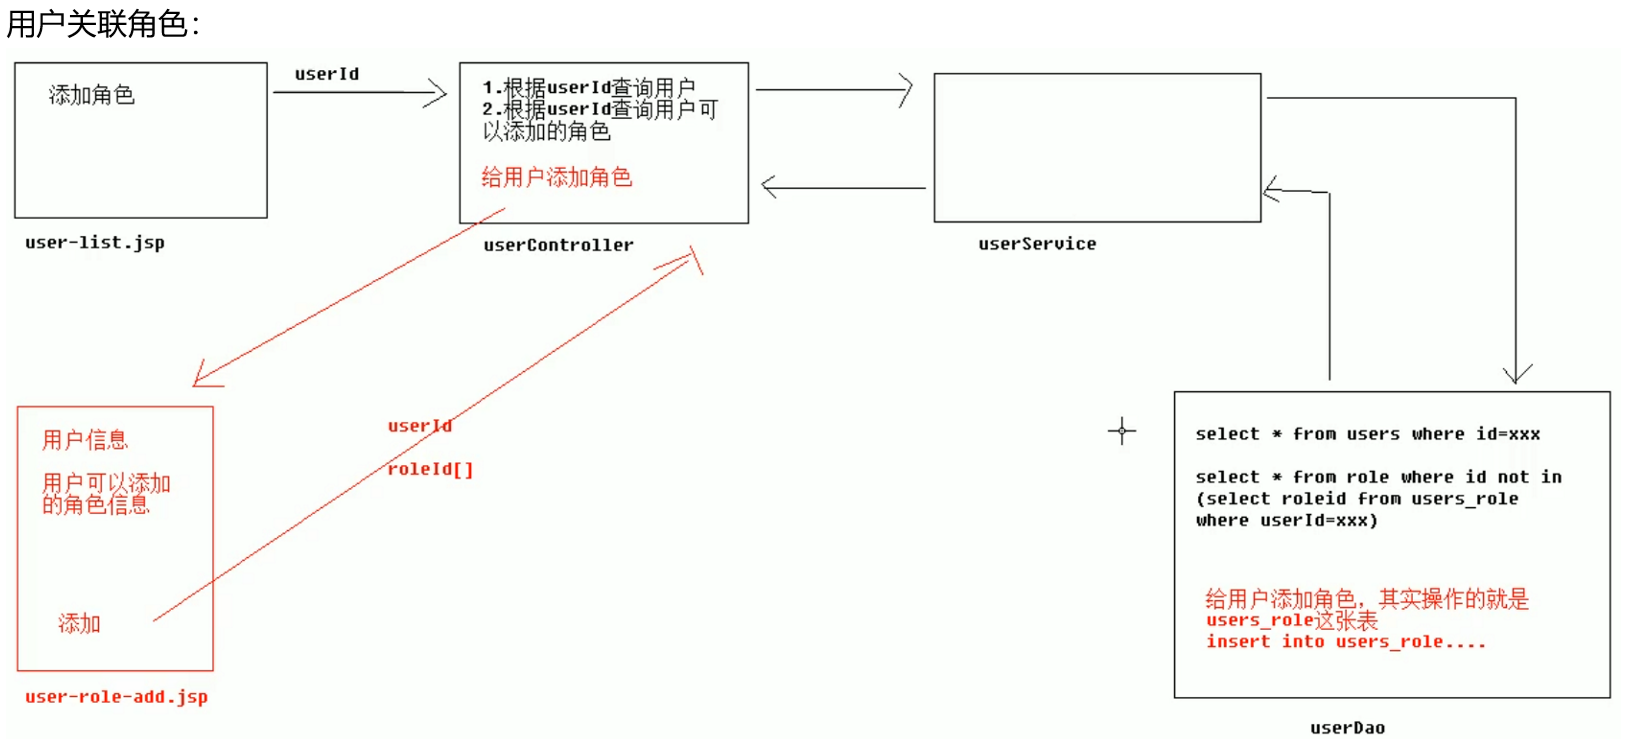 用户关联角色:
添加角色
user-list.jsp
userId
1.根据userId查询用户
2.根据userId查询用户可
以添加的角色
给用户添加角色
userController
userService
用户信息
用户可以添加
的角色信息
添加
user-role-add.jsp
userId
roleId[]
select * from users where id=xxx
select * from role where id not in
(select roleid from users_role
where userId=xxx)
给用户添加角色，其实操作的就是
users_role这张表
insert into users_role....
userDao